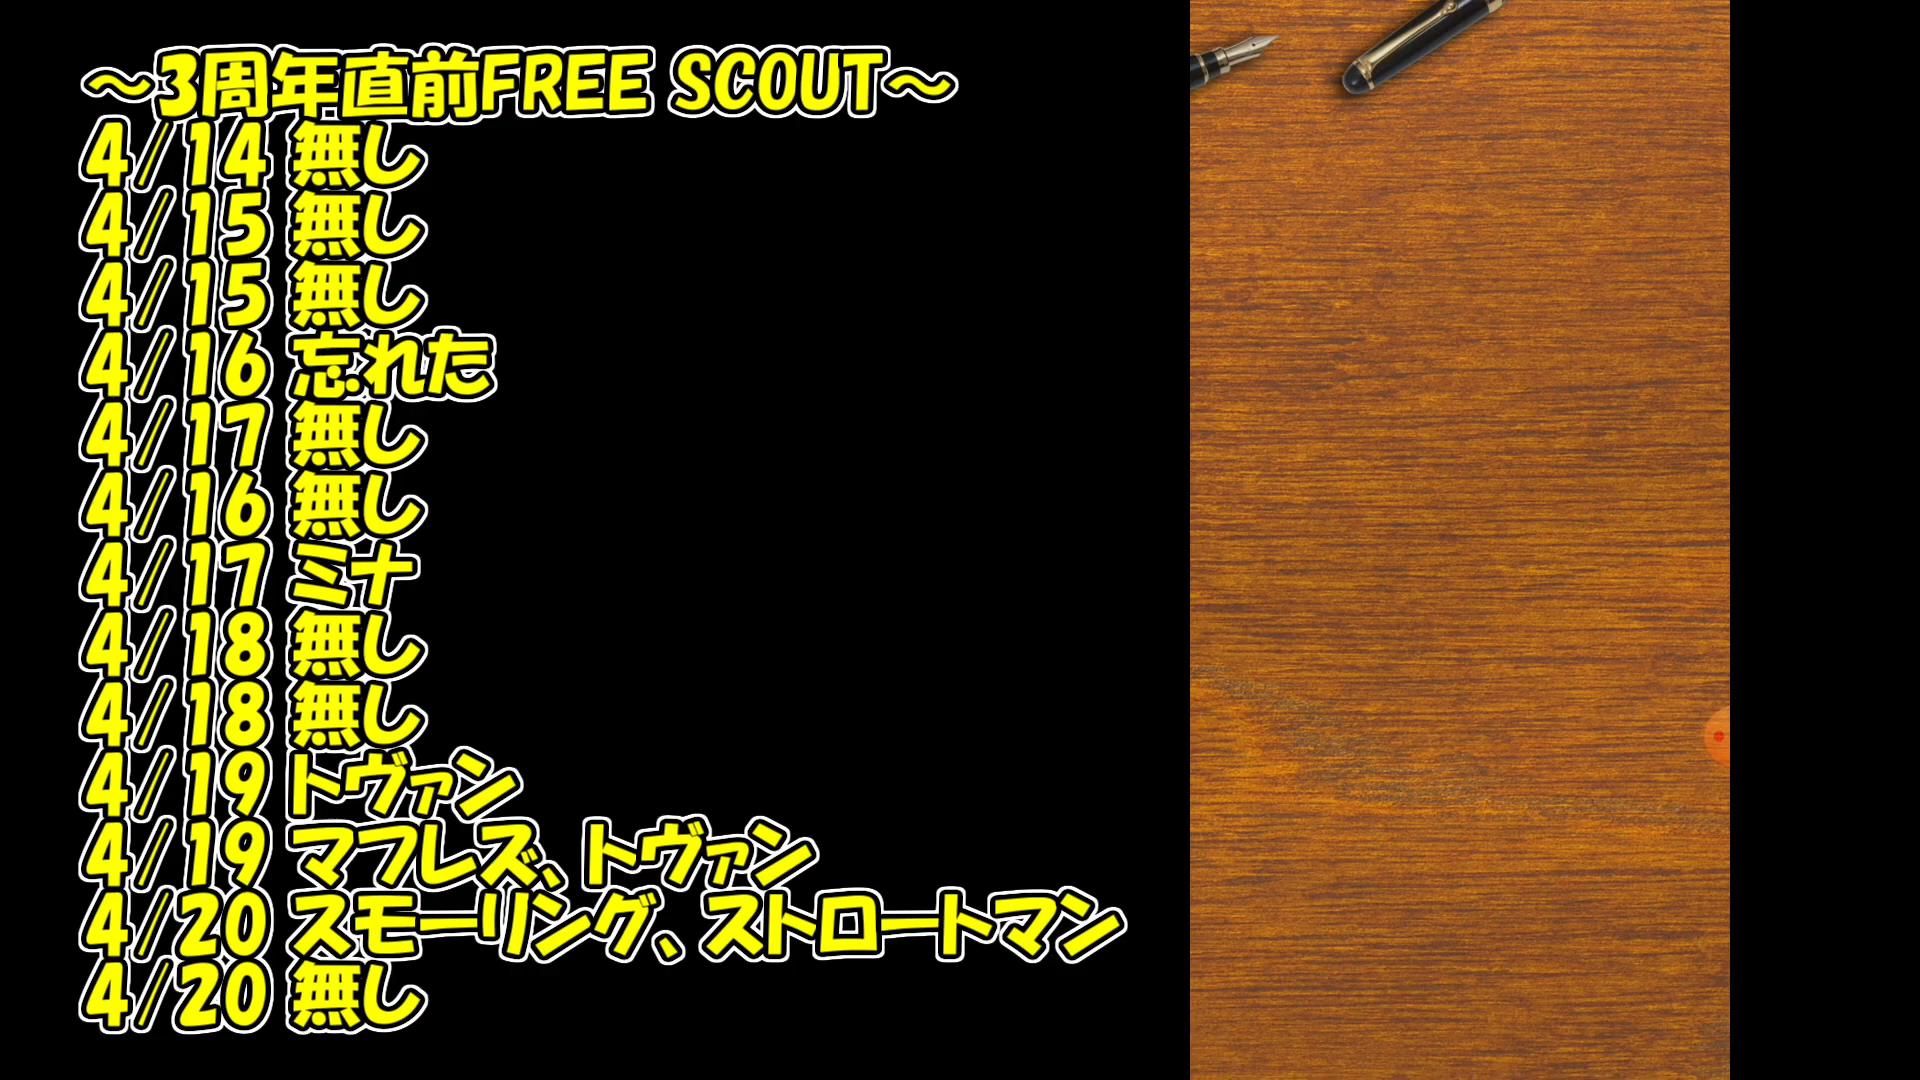 ～3周年直前FREE SCOUT～
4/14 無し
4/15 無し
4/15 無し
4/16 忘れた
4/17 無し
4/16 無し
4/17 ミナ
4/18 無し
4/18 無し
4/19 トヴァン
4/19 マフレズ、トヴァン
4/20 スモーリング、ストロートマン
4/20 無し